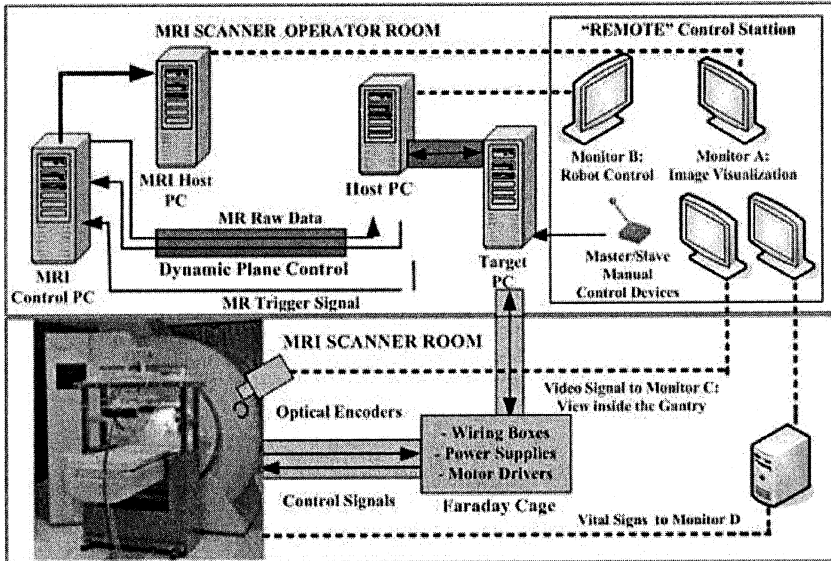 MRI SCANNER OPERATOR ROOM
“REMOTE” Control Stattion
Monitor B:
Robot Control
Monitor A:
Image Visualization
MRI Host
PC
Host PC
MR Raw Data
Dynamic Plane Control
MR Trigger Signal
MRI
Control PC
Target
PC
Master/Slave
Manual
Control Devices
MRI SCANNER ROOM
Video Signal to Monitor C:
View inside the Gantry
Optical Encoders
- Wiring Boxes
- Power Supplies
- Motor Drivers
Control Signals
Faraday Cage
Vital Signs to Monitor D